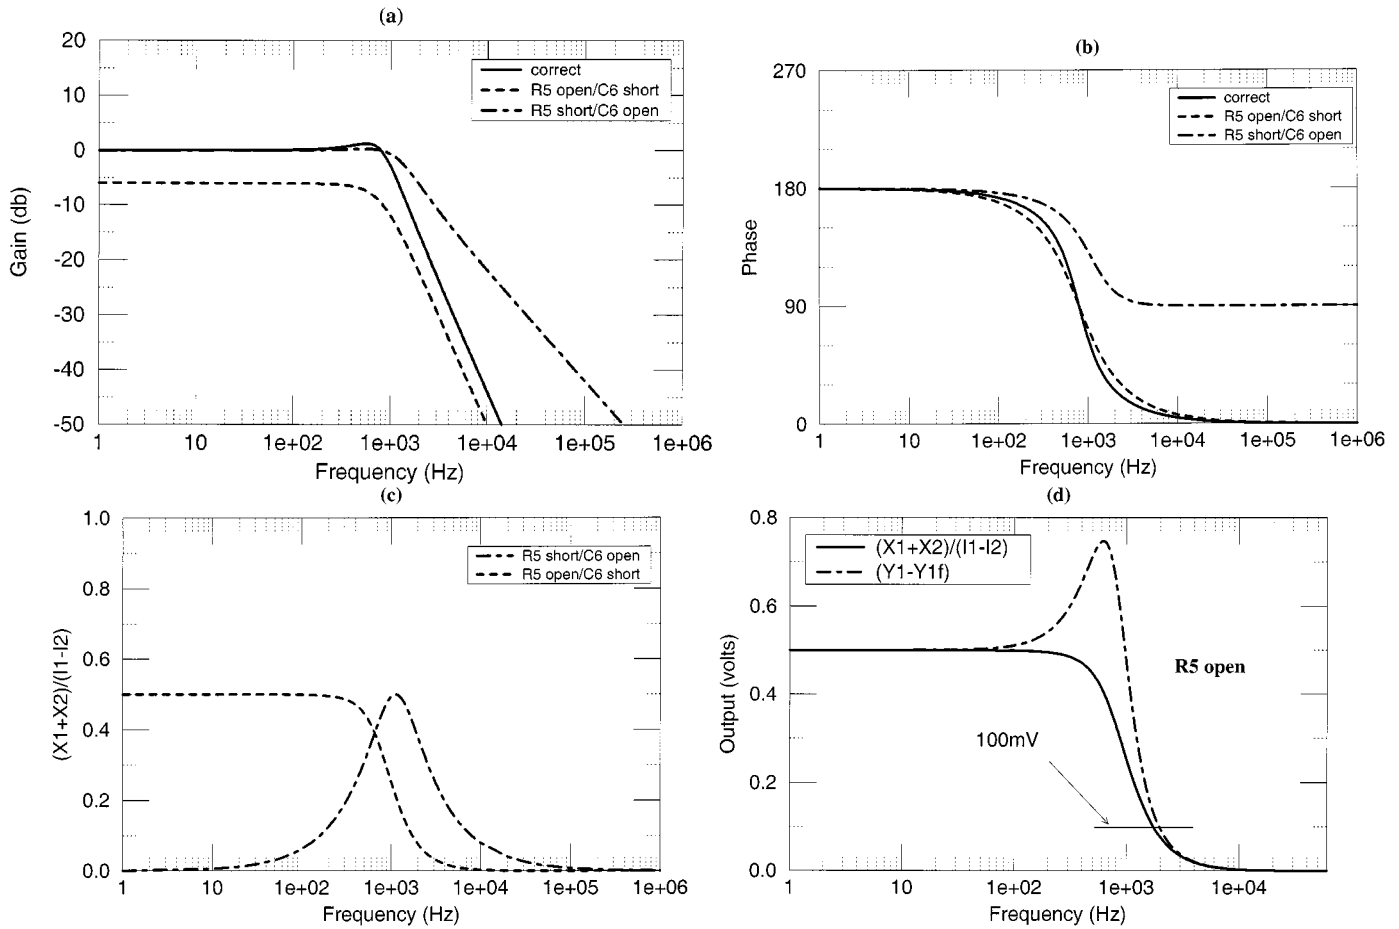 (a)
20
10
0
-10
-20
-30
-40
-50
Gain (db)
correct
R5 open/C6 short
R5 short/C6 open
1 10 1e+02 1e+03 1e+04 1e+05 1e+06
Frequency (Hz)
(b)
270
180
90
0
Phase
correct
R5 open/C6 short
R5 short/C6 open
1 10 1e+02 1e+03 1e+04 1e+05 1e+06
Frequency (Hz)
(c)
1.0
0.8
0.6
0.4
0.2
0.0
(X1+X2)/(I1-I2)
R5 short/C6 open
R5 open/C6 short
1 10 1e+02 1e+03 1e+04 1e+05 1e+06
Frequency (Hz)
(d)
0.8
0.6
0.4
0.2
0.0
Output (volts)
(X1+X2)/(I1-I2)
(Y1-Y1f)
R5 open
100mV
1 10 1e+02 1e+03 1e+04
Frequency (Hz)